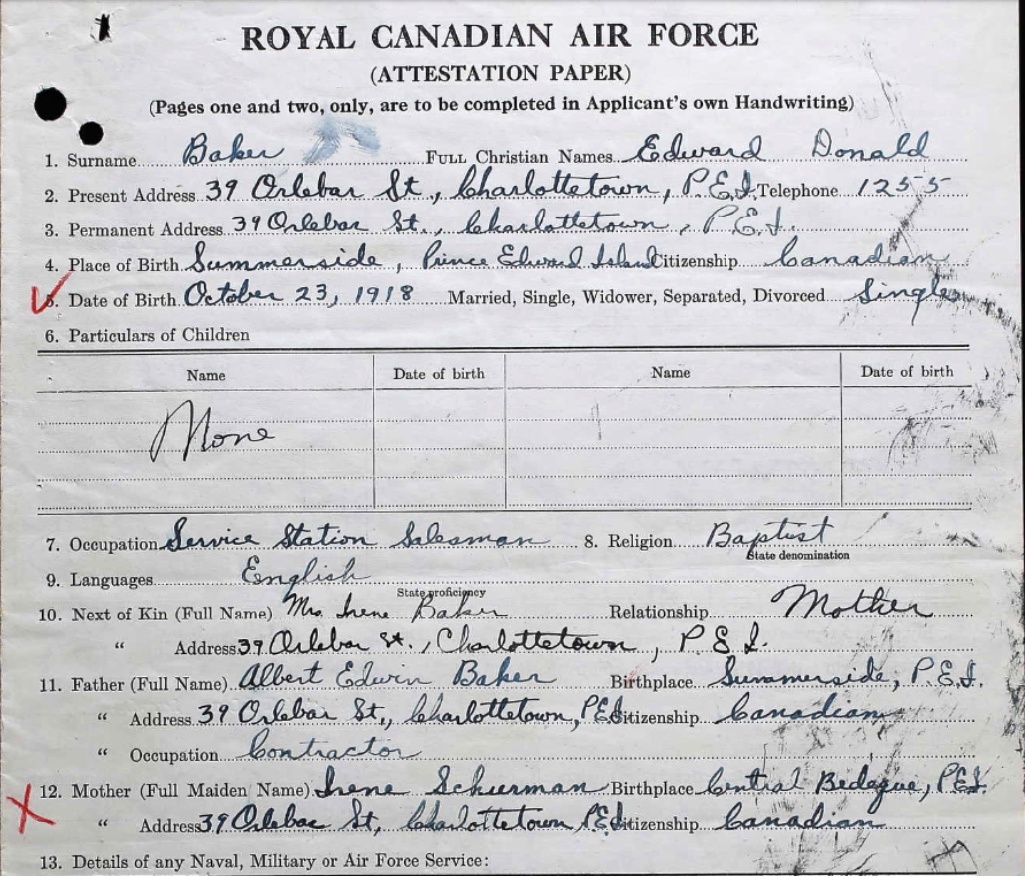 ROYAL CANADIAN AIR FORCE
(ATTESTATION PAPER)
(Pages one and two, only, are to be completed in Applicant's own Handwriting)
1. Surname Baker FULL Christian Names Edward Donald
2. Present Address 39 Orlebar St., Charlottetown, P.E.I. Telephone 1255
3. Permanent Address 39 Orlebar St., Charlottetown, P.E.I.
4. Place of Birth Summerside, Prince Edward Island Citizenship Canadian
5. Date of Birth October 23, 1918 Married, Single, Widower, Separated, Divorced Single
6. Particulars of Children
Name Date of birth Name Date of birth
None
7. Occupation Service Station Salesman 8. Religion Baptist
State denomination
9. Languages English
State proficiency
10. Next of Kin (Full Name) Mrs. Irene Baker Relationship Mother
" Address 39 Orlebar St., Charlottetown, P.E.I.
11. Father (Full Name) Albert Edwin Baker Birthplace Summerside, P.E.I.
" Address 39 Orlebar St., Charlottetown, P.E.I. Citizenship Canadian
" Occupation Contractor
12. Mother (Full Maiden Name) Irene Schurman Birthplace Central Bedeque, P.E.I.
" Address 39 Orlebar St, Charlottetown, P.E.I. Citizenship Canadian
13. Details of any Naval, Military or Air Force Service: